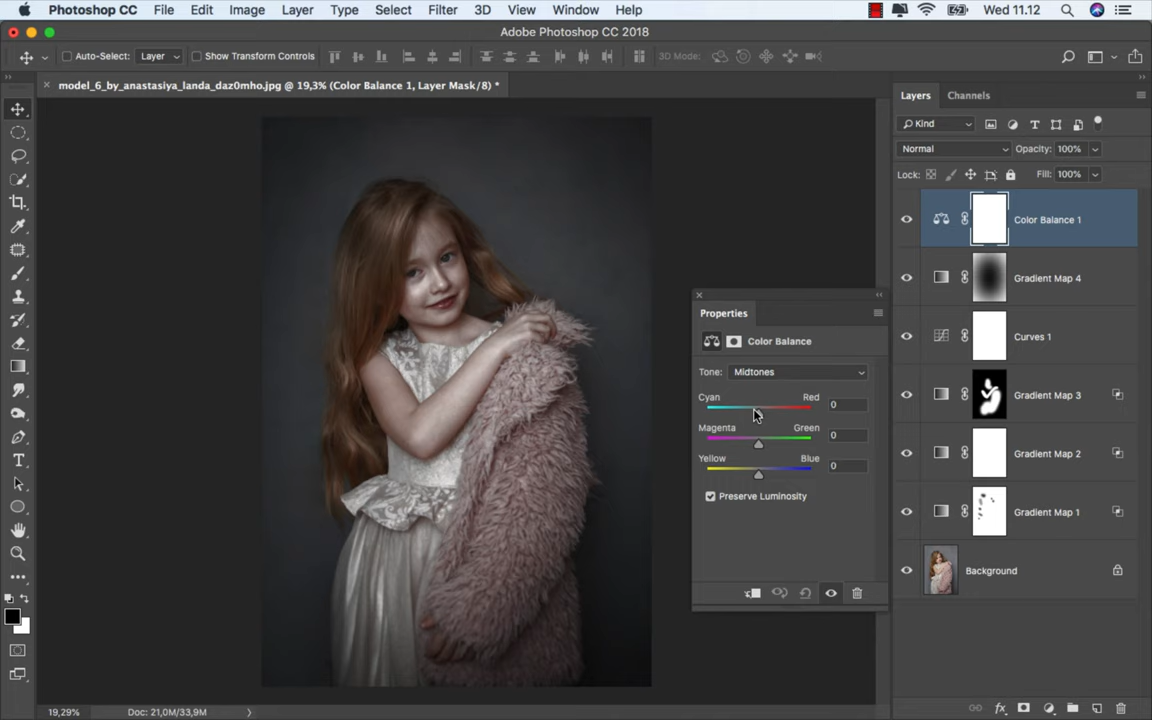 Photoshop CC File Edit Image Layer Type Select Filter 3D View Window Help Wed 11.12
Adobe Photoshop CC 2018
Auto-Select: Layer Show Transform Controls 3D Mode:
model_6_by_anastasiya_landa_daz0mho.jpg @ 19,3% (Color Balance 1, Layer Mask/8) *
Layers Channels
Kind
Normal Opacity: 100%
Lock: Fill: 100%
Color Balance 1
Gradient Map 4
Curves 1
Gradient Map 3
Gradient Map 2
Gradient Map 1
Background
Properties
Color Balance
Tone: Midtones
Cyan Red 0
Magenta Green 0
Yellow Blue 0
Preserve Luminosity
19,29% Doc: 21,0M/33,9M